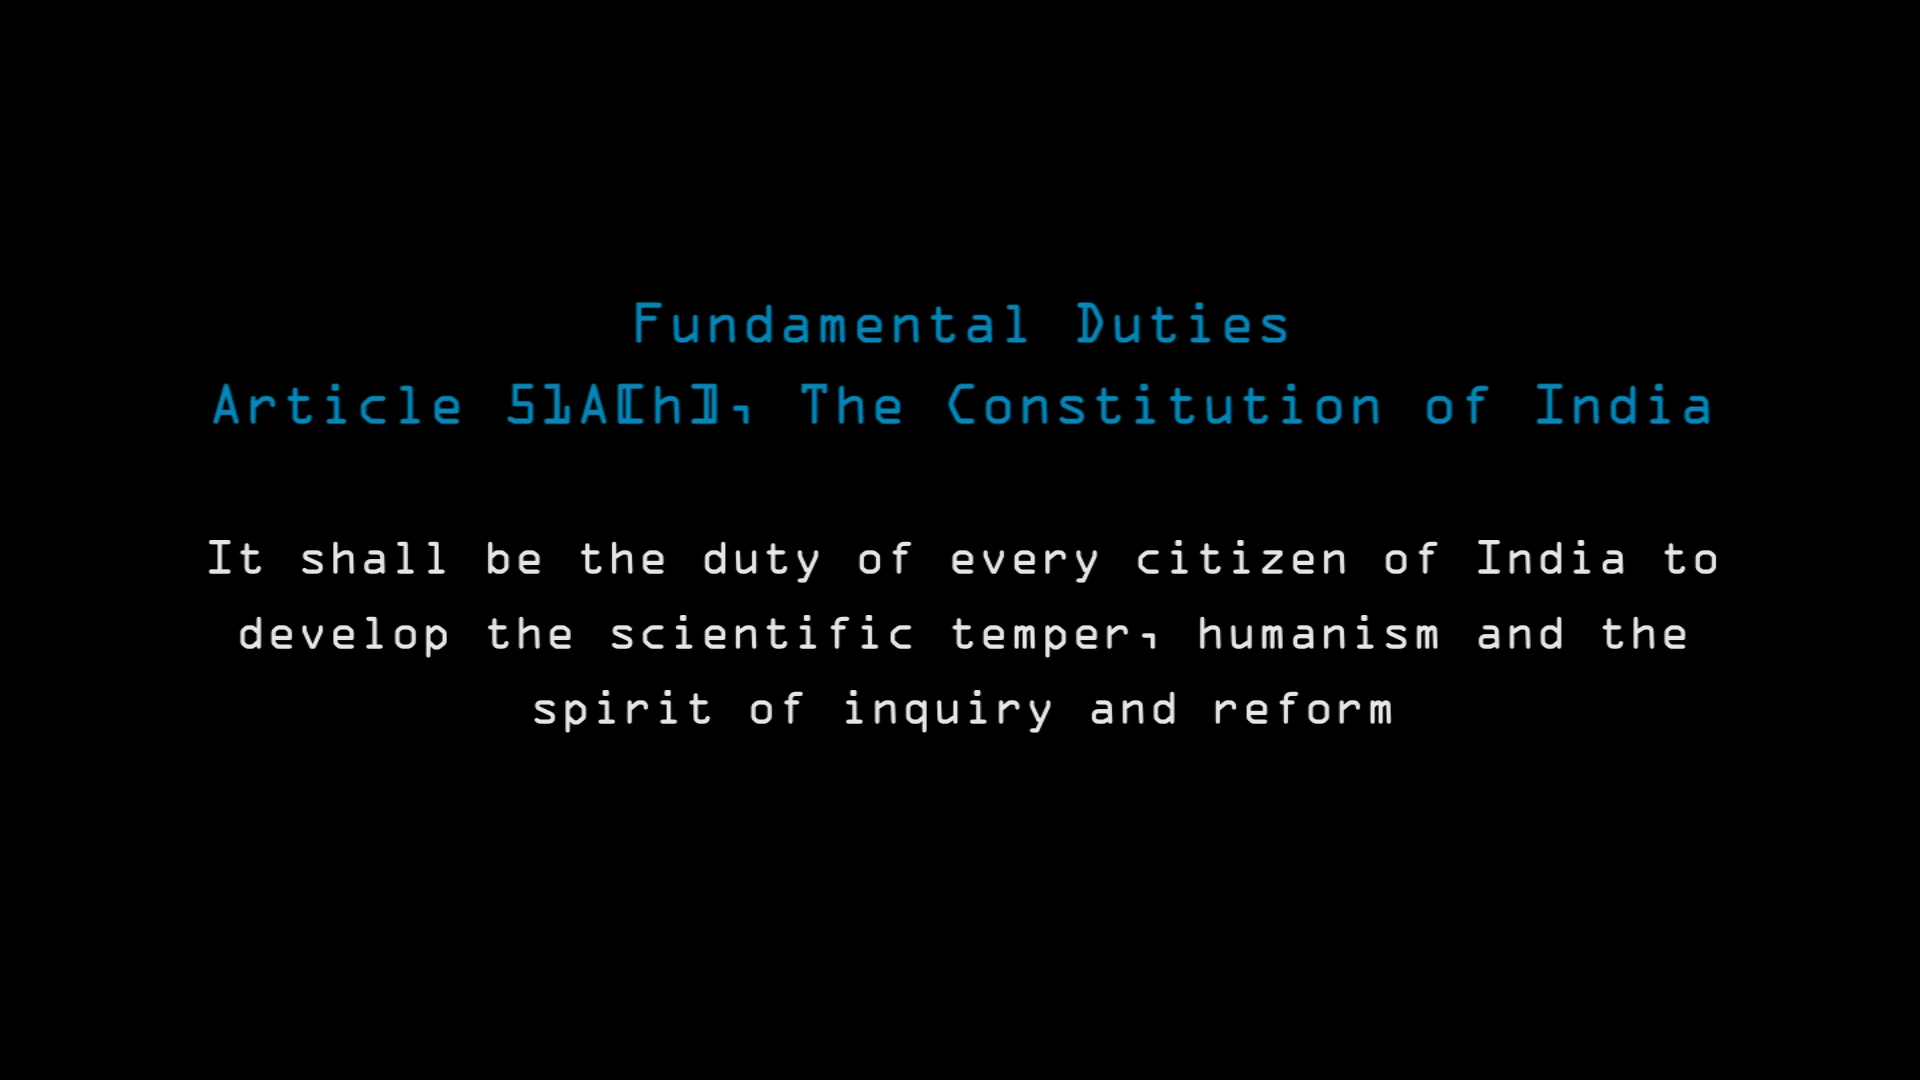 Fundamental Duties
Article 51A[h], The Constitution of India
It shall be the duty of every citizen of India to
develop the scientific temper, humanism and the
spirit of inquiry and reform